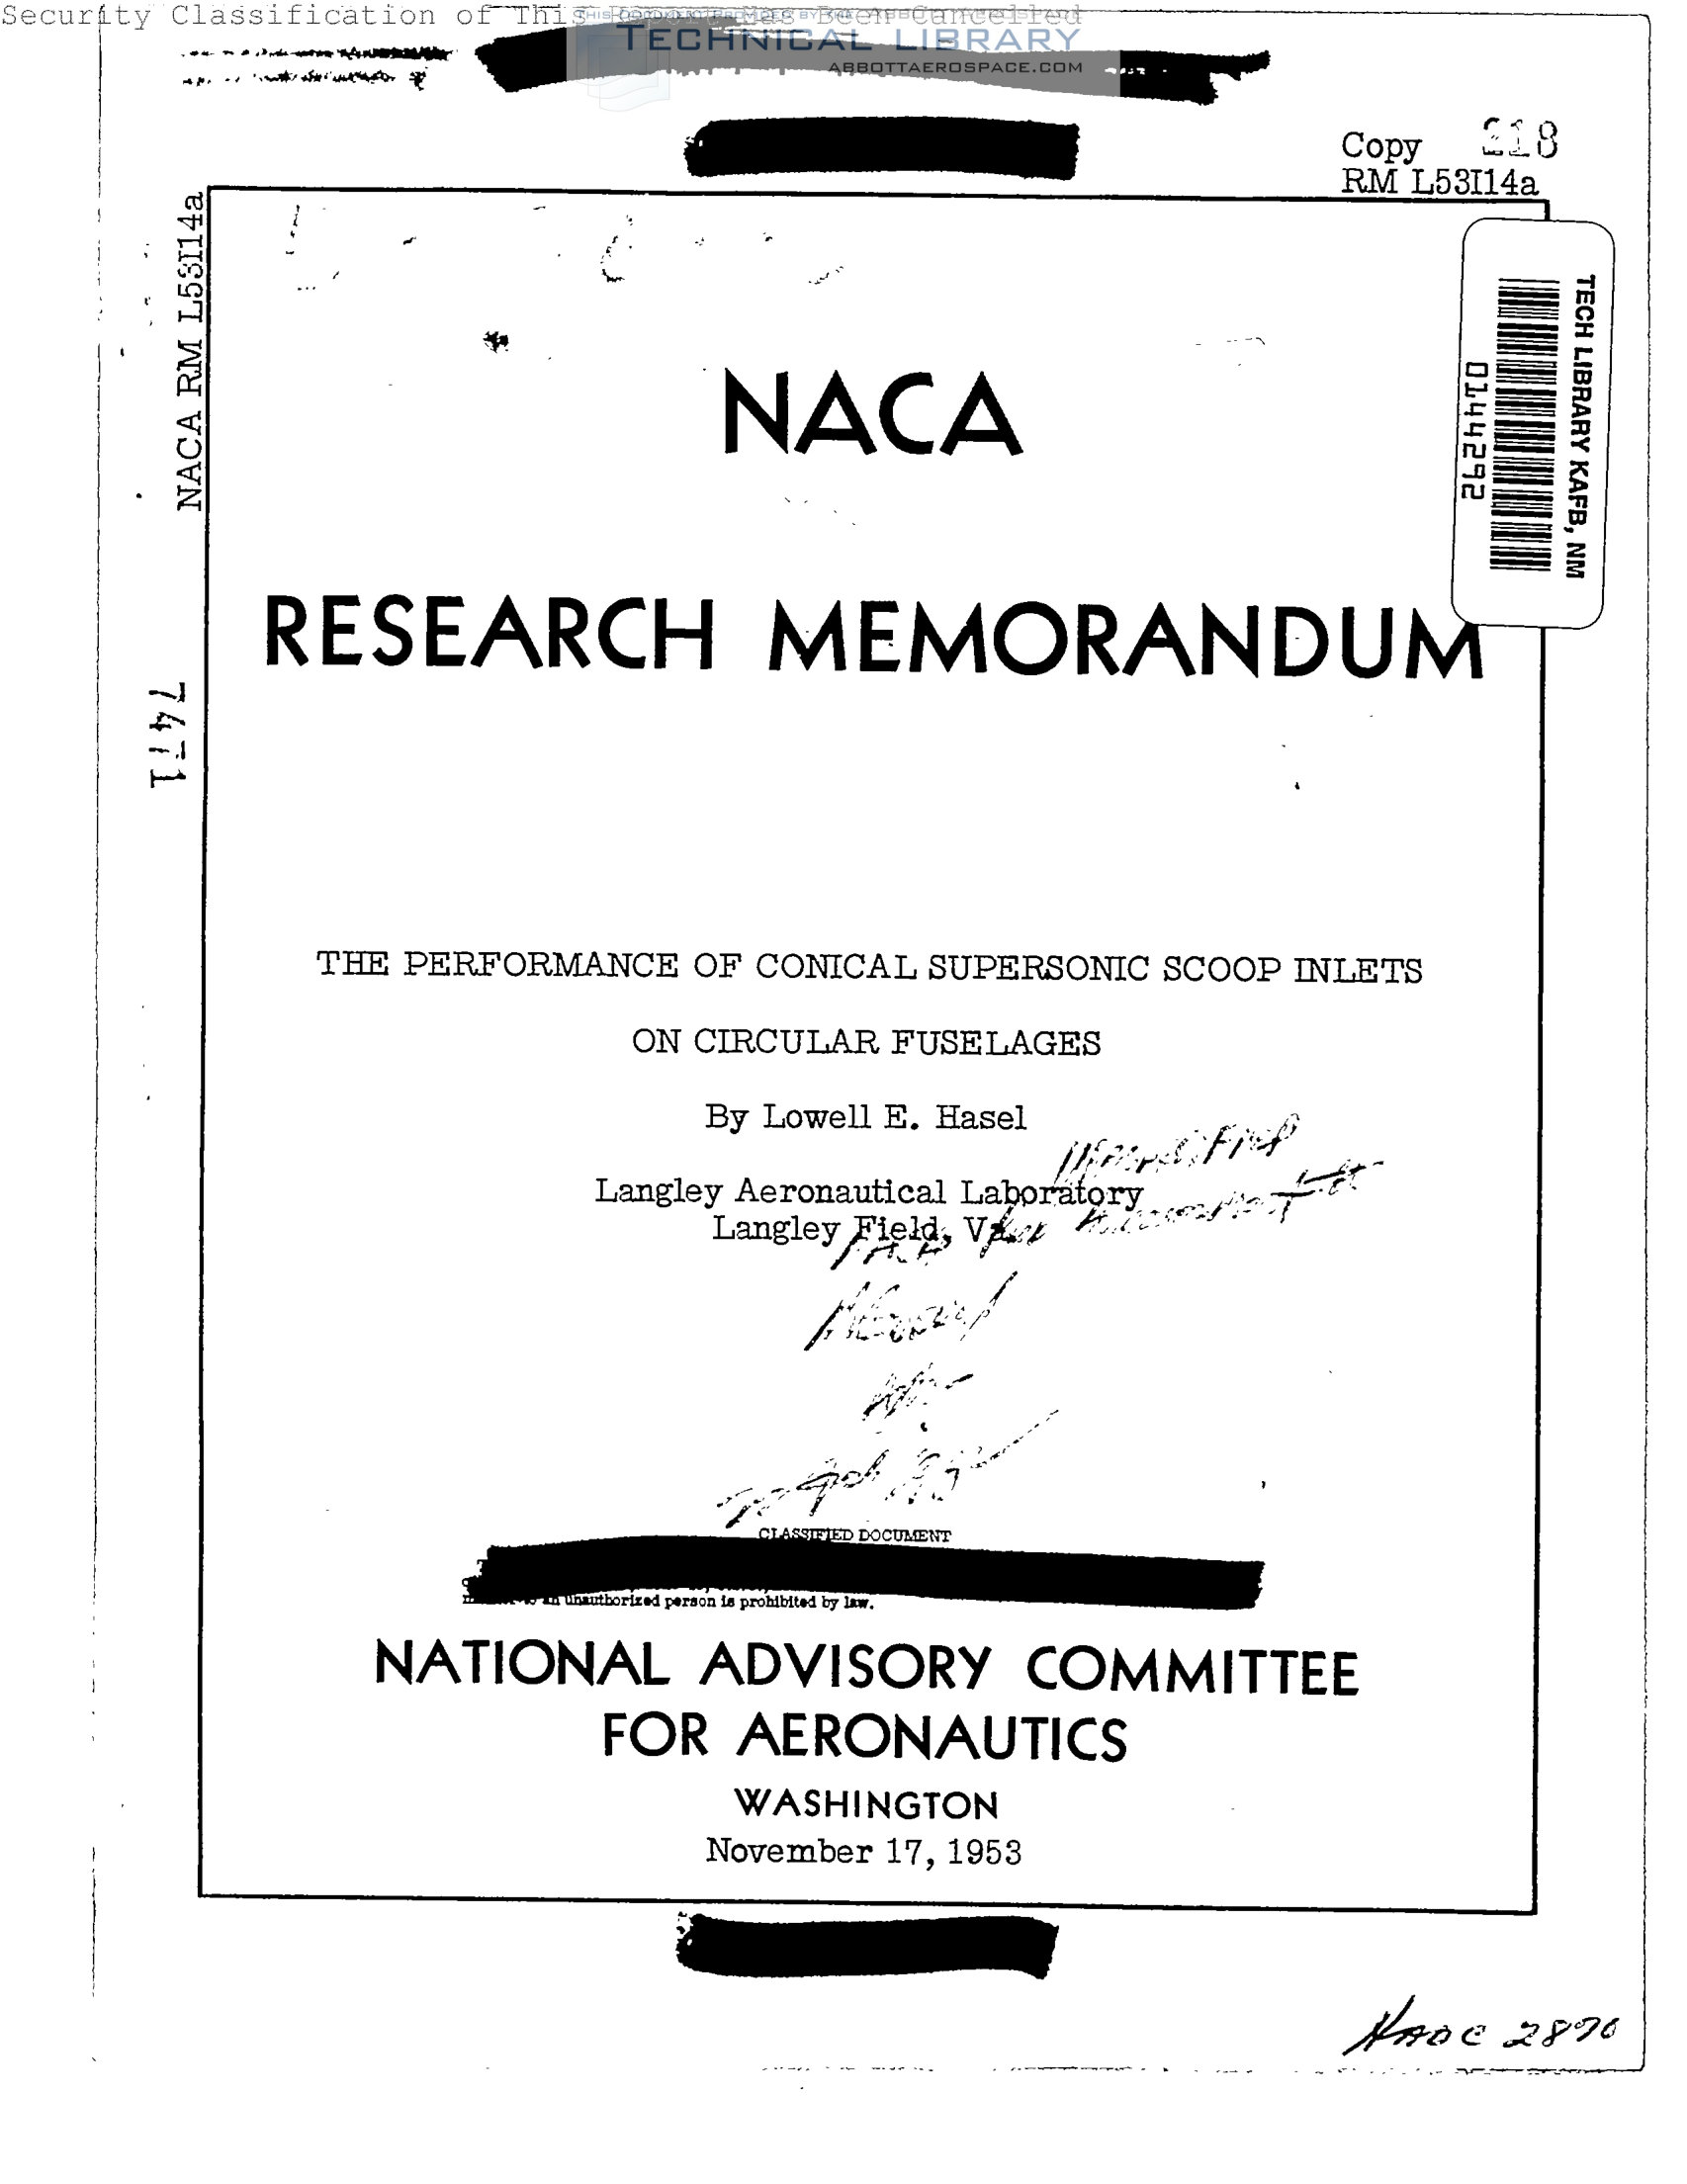 Security Classification of This Report Has Been Cancelled
TECHNICAL LIBRARY
ABBOTTAEROSPACE.COM
Copy 218
RM L53I14a
NACA RM L53I14a
TECH LIBRARY KAFB, NM
0144292
NACA
RESEARCH MEMORANDUM
7471
THE PERFORMANCE OF CONICAL SUPERSONIC SCOOP INLETS
ON CIRCULAR FUSELAGES
By Lowell E. Hasel
Langley Aeronautical Laboratory
Langley Field, Va.
CLASSIFIED DOCUMENT
unauthorized person is prohibited by law.
NATIONAL ADVISORY COMMITTEE
FOR AERONAUTICS
WASHINGTON
November 17, 1953
HADC 2870